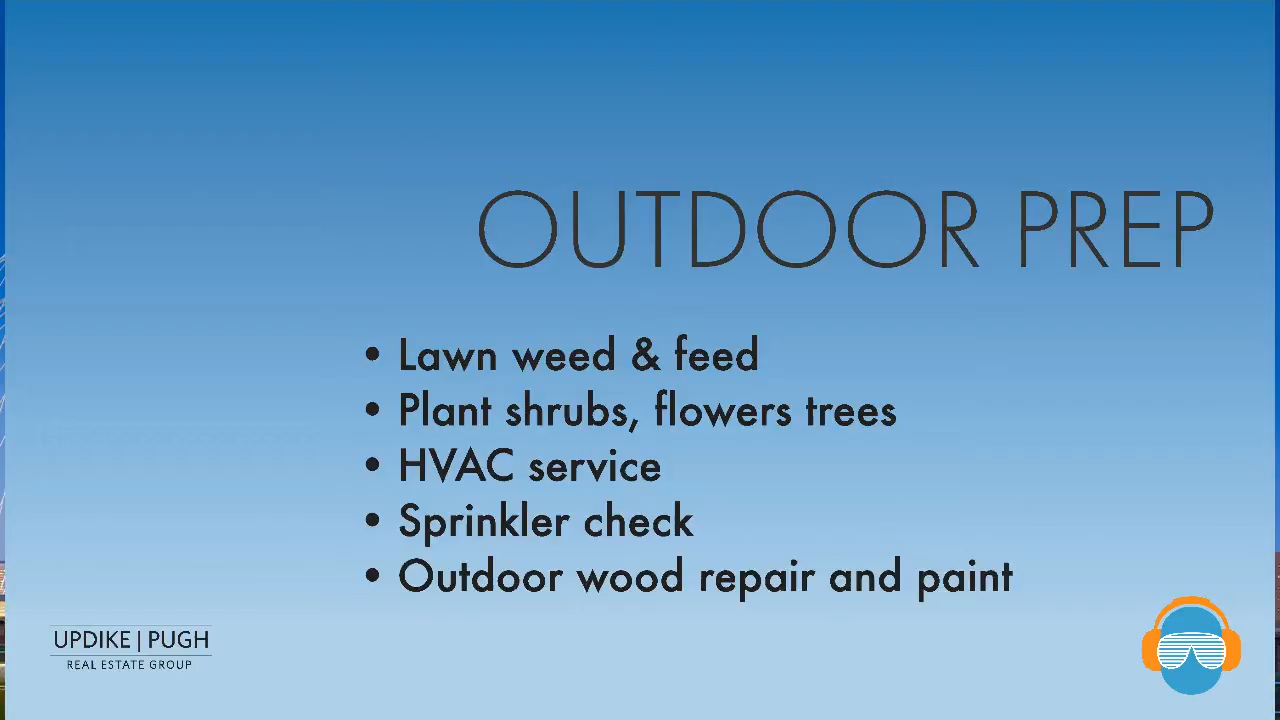 OUTDOOR PREP
• Lawn weed & feed
• Plant shrubs, flowers trees
• HVAC service
• Sprinkler check
• Outdoor wood repair and paint
UPDIKE | PUGH
REAL ESTATE GROUP